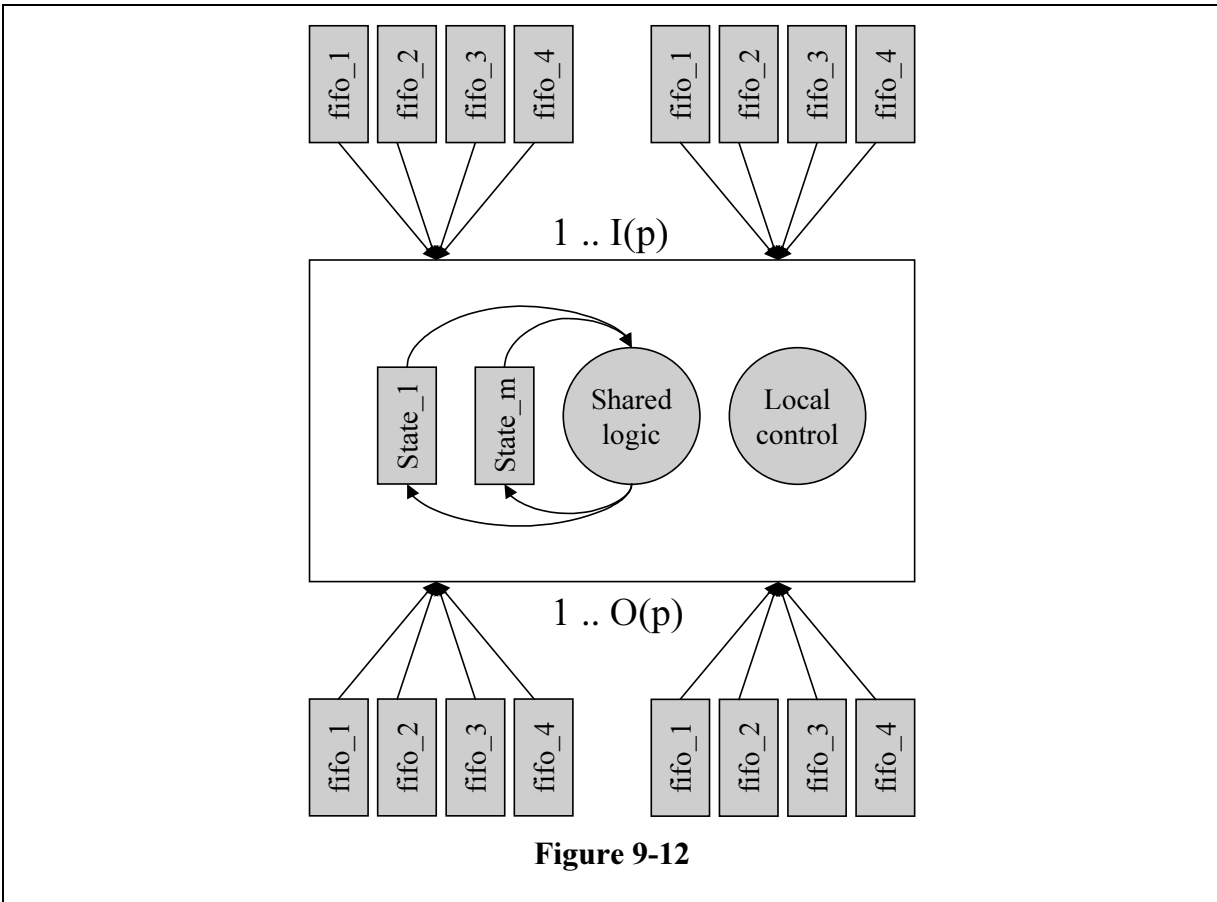 fifo_1
fifo_2
fifo_3
fifo_4
fifo_1
fifo_2
fifo_3
fifo_4
1 .. I(p)
State_1
State_m
Shared
logic
Local
control
1 .. O(p)
fifo_1
fifo_2
fifo_3
fifo_4
fifo_1
fifo_2
fifo_3
fifo_4
Figure 9-12